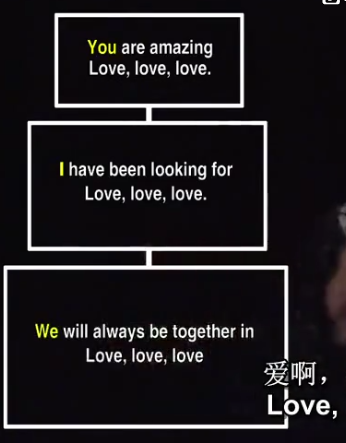 You are amazing
Love, love, love.
I have been looking for
Love, love, love.
We will always be together in
Love, love, love
爱啊，
Love,